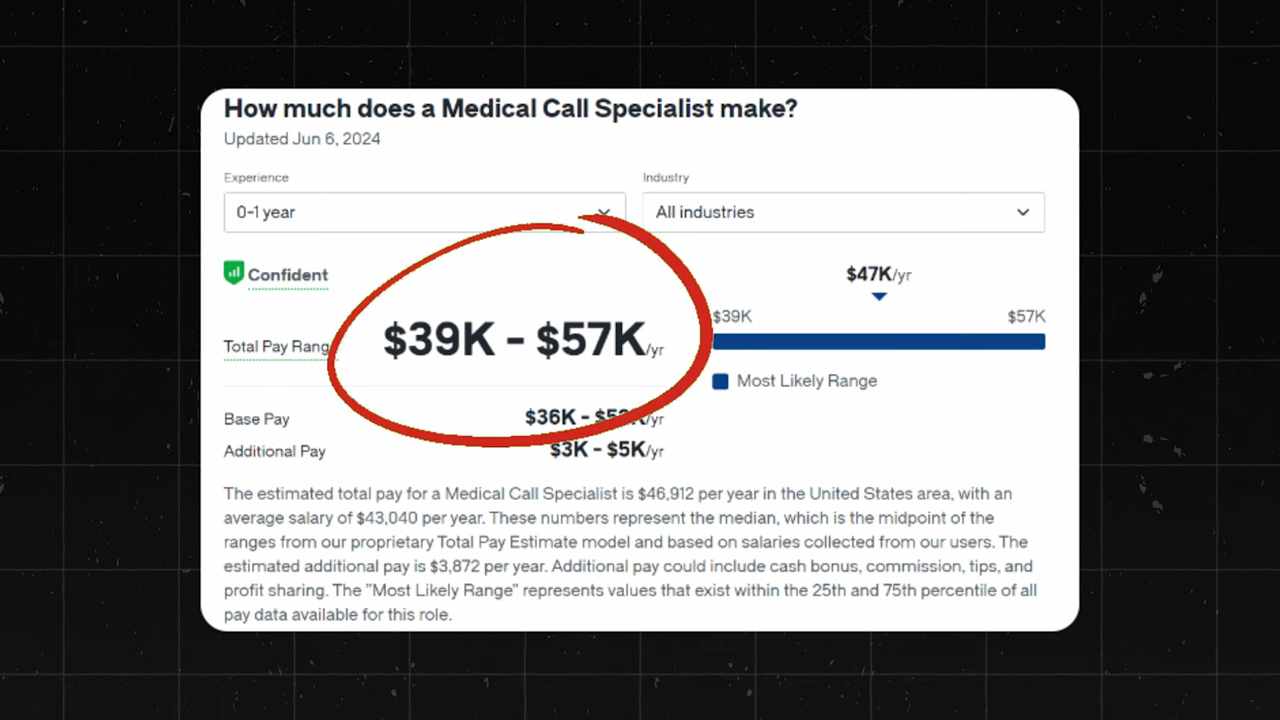 How much does a Medical Call Specialist make?
Updated Jun 6, 2024
Experience
Industry
0-1 year
All industries
Confident
$47K/yr
$39K
$57K
Total Pay Rang
$39K - $57K/yr
Most Likely Range
Base Pay
$36K - $52K/yr
Additional Pay
$3K - $5K/yr
The estimated total pay for a Medical Call Specialist is $46,912 per year in the United States area, with an
average salary of $43,040 per year. These numbers represent the median, which is the midpoint of the
ranges from our proprietary Total Pay Estimate model and based on salaries collected from our users. The
estimated additional pay is $3,872 per year. Additional pay could include cash bonus, commission, tips, and
profit sharing. The "Most Likely Range" represents values that exist within the 25th and 75th percentile of all
pay data available for this role.